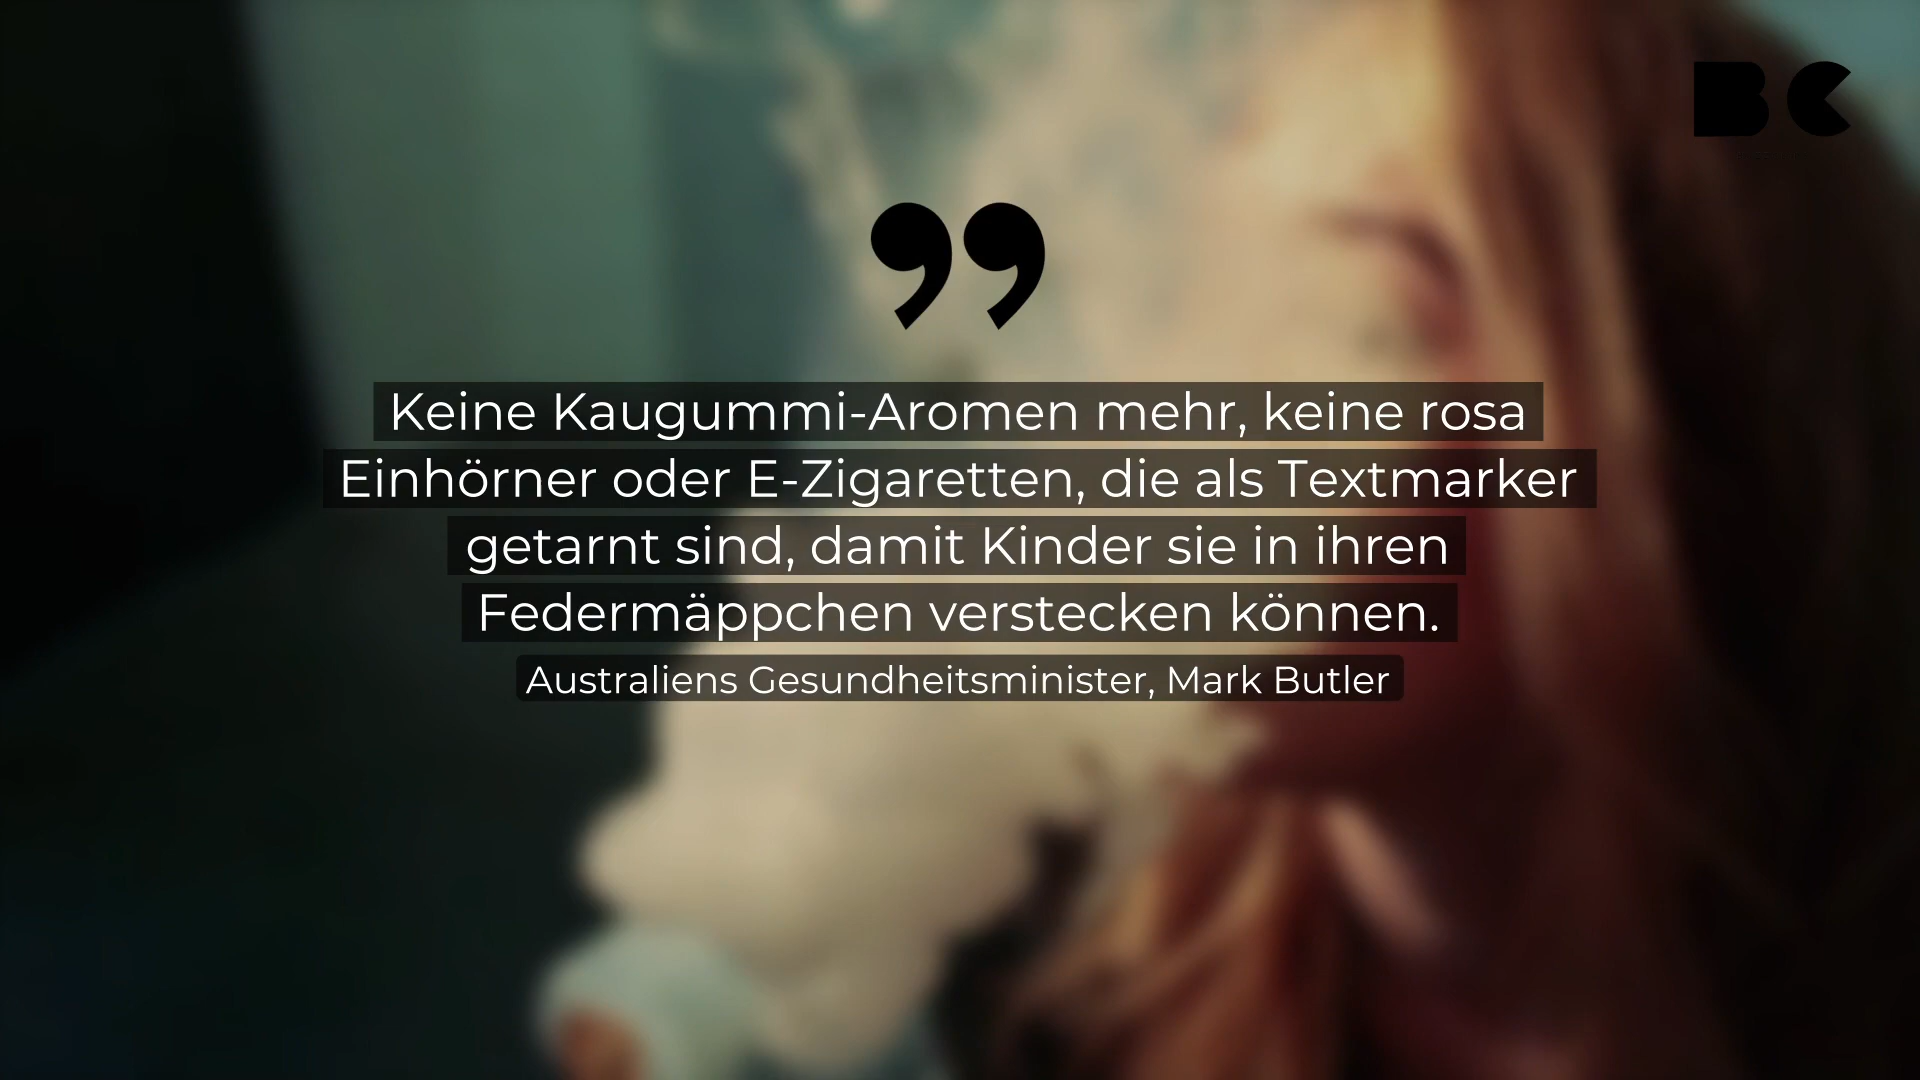 BC
”
Keine Kaugummi-Aromen mehr, keine rosa
Einhörner oder E-Zigaretten, die als Textmarker
getarnt sind, damit Kinder sie in ihren
Federmäppchen verstecken können.
Australiens Gesundheitsminister, Mark Butler